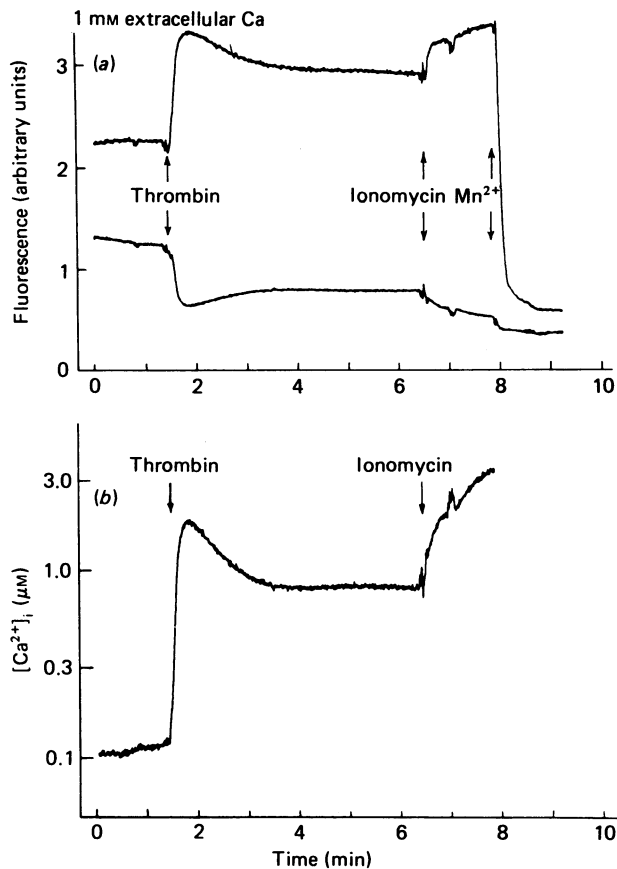 1 mM extracellular Ca
(a)
Fluorescence (arbitrary units)
3
2
1
0
Thrombin
Ionomycin Mn²⁺
0 2 4 6 8 10
(b)
[Ca²⁺]ᵢ (μM)
Thrombin
Ionomycin
3.0
1.0
0.3
0.1
0 2 4 6 8 10
Time (min)